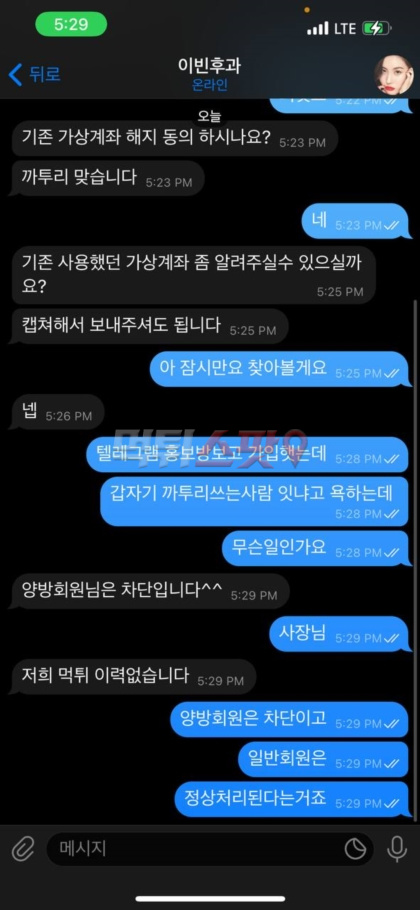 5:29
LTE
뒤로
이빈후과
온라인
5:22 PM
오늘
기존 가상계좌 해지 동의 하시나요? 5:23 PM
까투리 맞습니다 5:23 PM
네 5:23 PM
기존 사용했던 가상계좌 좀 알려주실수 있으실까
요? 5:25 PM
캡쳐해서 보내주셔도 됩니다 5:25 PM
아 잠시만요 찾아볼게요 5:25 PM
넵 5:26 PM
먹튀스팟
텔레그램 홍보방보고 가입햇는데 5:28 PM
갑자기 까투리쓰는사람 잇냐고 욕하는데
5:28 PM
무슨일인가요 5:28 PM
양방회원님은 차단입니다^^ 5:29 PM
사장님 5:29 PM
저희 먹튀 이력없습니다 5:29 PM
양방회원은 차단이고 5:29 PM
일반회원은 5:29 PM
정상처리된다는거죠 5:29 PM
메시지